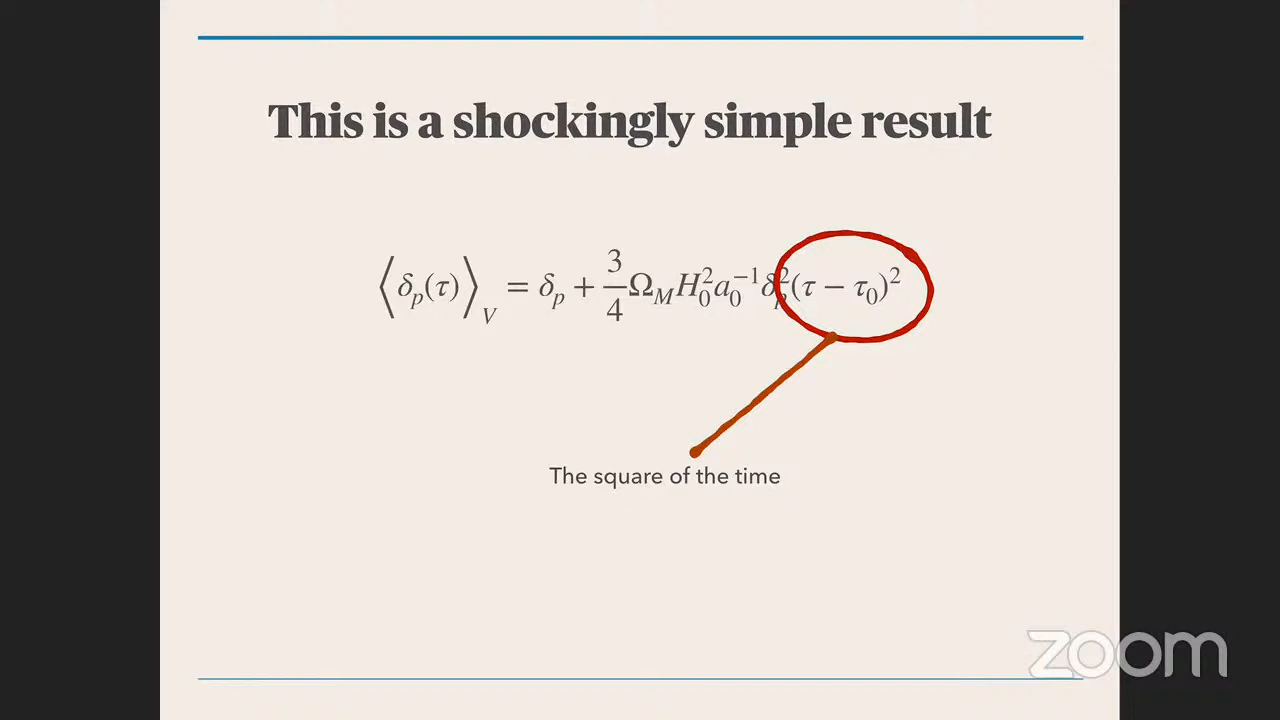 This is a shockingly simple result
⟨δ_p(τ)⟩_V = δ_p + 3/4 Ω_M H_0^2 a_0^{-1} δ_p^2 (τ − τ_0)^2
The square of the time
zoom